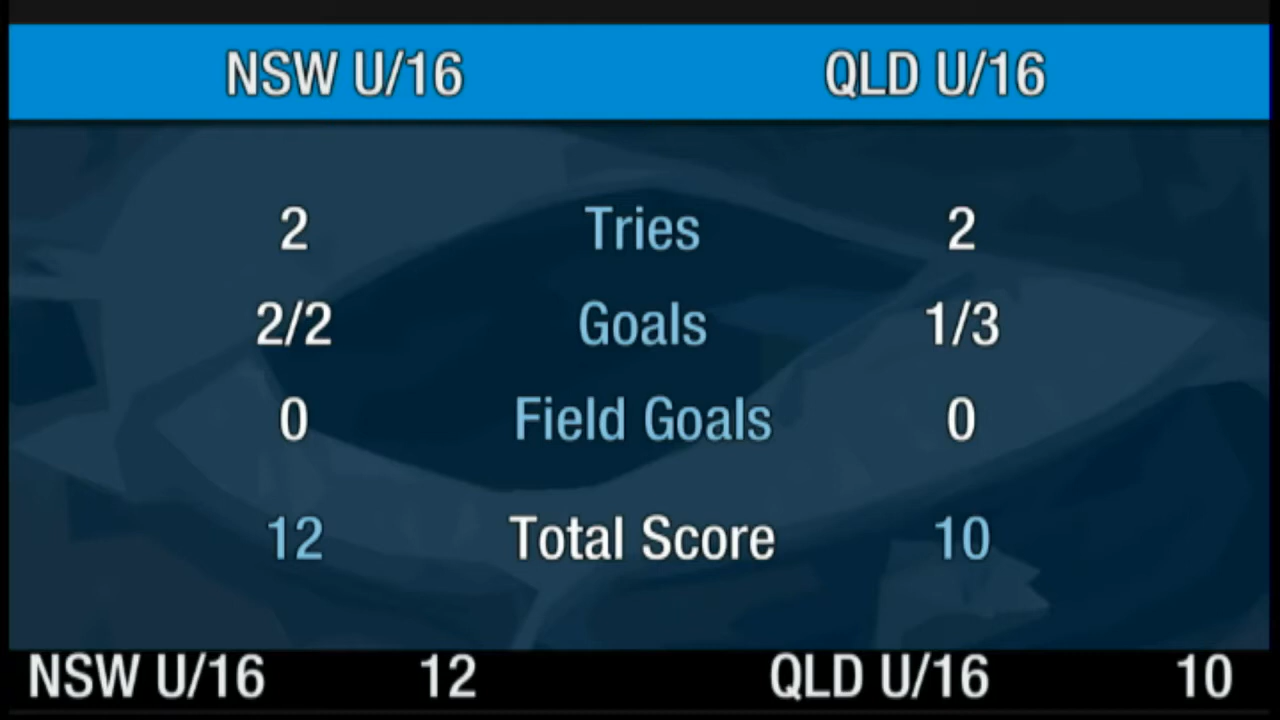 NSW U/16 QLD U/16
2 Tries 2
2/2 Goals 1/3
0 Field Goals 0
12 Total Score 10
NSW U/16 12 QLD U/16 10